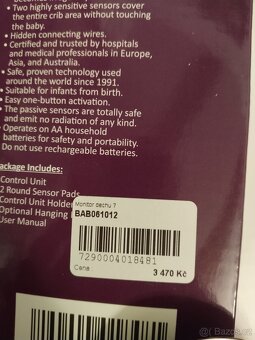 • Two highly sensitive sensors cover
the entire crib area without touching
the baby.
• Hidden connecting wires.
• Certified and trusted by hospitals
and medical professionals in Europe,
Asia, and Australia.
• Safe, proven technology used
around the world since 1991.
• Suitable for infants from birth.
• Easy one-button activation.
• The passive sensors are totally safe
and emit no radiation of any kind.
• Operates on AA household
batteries for safety and portability.
Do not use rechargeable batteries.
Package Includes:
Control Unit
2 Round Sensor Pads
Control Unit Holder
Optional Hanging
User Manual
Monitor dechu 7
BAB061012
7290004018481
Cena
3 470 Kč